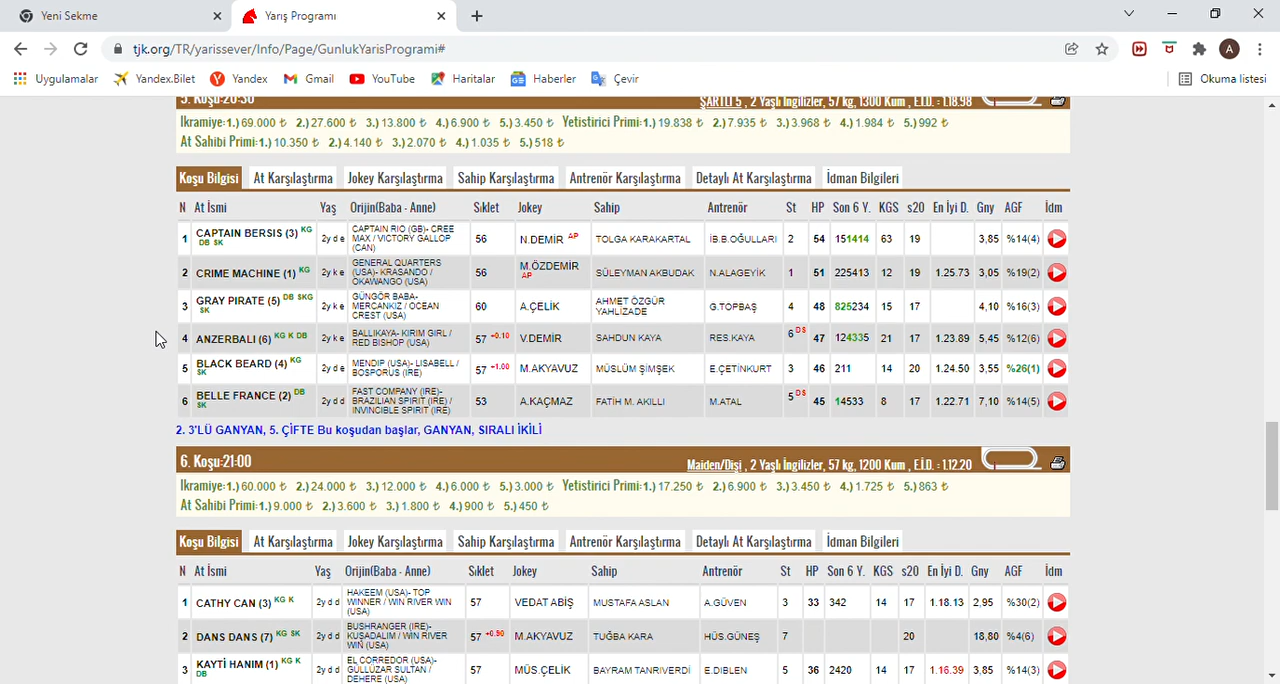 Yeni Sekme
Yarış Programı
tjk.org/TR/yarissever/Info/Page/GunlukYarisProgrami#
A
Uygulamalar Yandex.Bilet Yandex Gmail YouTube Haritalar Haberler Çevir Okuma listesi
5. Koşu:20:30 ŞARTLI 5 , 2 Yaşlı İngilizler, 57 kg, 1300 Kum , E.İ.D. : 1.18.98
İkramiye:1.) 69.000 ₺ 2.) 27.600 ₺ 3.) 13.800 ₺ 4.) 6.900 ₺ 5.) 3.450 ₺ Yetistirici Primi:1.) 19.838 ₺ 2.) 7.935 ₺ 3.) 3.968 ₺ 4.) 1.984 ₺ 5.) 992 ₺
At Sahibi Primi:1.) 10.350 ₺ 2.) 4.140 ₺ 3.) 2.070 ₺ 4.) 1.035 ₺ 5.) 518 ₺
Koşu Bilgisi At Karşılaştırma Jokey Karşılaştırma Sahip Karşılaştırma Antrenör Karşılaştırma Detaylı At Karşılaştırma İdman Bilgileri
N At İsmi Yaş Orijin(Baba - Anne) Sıklet Jokey Sahip Antrenör St HP Son 6 Y. KGS s20 En İyi D. Gny AGF İdm
1 CAPTAIN BERSIS (3) KG DB SK 2y d e CAPTAIN RIO (GB)- CREE MAX / VICTORY GALLOP (CAN) 56 N.DEMİR AP TOLGA KARAKARTAL İB.B.OĞULLARI 2 54 151414 63 19 3,85 %14(4)
2 CRIME MACHINE (1) KG 2y k e GENERAL QUARTERS (USA)- KRASANDO / OKAWANGO (USA) 56 M.ÖZDEMİR AP SÜLEYMAN AKBUDAK N.ALAGEYİK 1 51 225413 12 19 1.25.73 3,05 %19(2)
3 GRAY PIRATE (5) DB SKG SK 2y k e GÜNGÖR BABA- MERCANKIZ / OCEAN CREST (USA) 60 A.ÇELİK AHMET ÖZGÜR YAHLİZADE G.TOPBAŞ 4 48 825234 15 17 4,10 %16(3)
4 ANZERBALI (6) KG K DB 2y k e BALLIKAYA- KIRIM GIRL / RED BISHOP (USA) 57 +0.10 V.DEMİR SAHDUN KAYA RES.KAYA 6 DS 47 124335 21 17 1.23.89 5,45 %12(6)
5 BLACK BEARD (4) KG SK 2y d e MENDIP (USA)- LISABELL / BOSPORUS (IRE) 57 +1.00 M.AKYAVUZ MÜSLÜM ŞİMŞEK E.ÇETİNKURT 3 46 211 14 20 1.24.50 3,55 %26(1)
6 BELLE FRANCE (2) DB SK 2y d d FAST COMPANY (IRE)- BRAZILIAN SPIRIT (IRE) / INVINCIBLE SPIRIT (IRE) 53 A.KAÇMAZ FATİH M. AKILLI M.ATAL 5 DS 45 14533 8 17 1.22.71 7,10 %14(5)
2. 3'LÜ GANYAN, 5. ÇİFTE Bu koşudan başlar, GANYAN, SIRALI İKİLİ
6. Koşu:21:00 Maiden/Dişi , 2 Yaşlı İngilizler, 57 kg, 1200 Kum , E.İ.D. : 1.12.20
İkramiye:1.) 60.000 ₺ 2.) 24.000 ₺ 3.) 12.000 ₺ 4.) 6.000 ₺ 5.) 3.000 ₺ Yetistirici Primi:1.) 17.250 ₺ 2.) 6.900 ₺ 3.) 3.450 ₺ 4.) 1.725 ₺ 5.) 863 ₺
At Sahibi Primi:1.) 9.000 ₺ 2.) 3.600 ₺ 3.) 1.800 ₺ 4.) 900 ₺ 5.) 450 ₺
Koşu Bilgisi At Karşılaştırma Jokey Karşılaştırma Sahip Karşılaştırma Antrenör Karşılaştırma Detaylı At Karşılaştırma İdman Bilgileri
N At İsmi Yaş Orijin(Baba - Anne) Sıklet Jokey Sahip Antrenör St HP Son 6 Y. KGS s20 En İyi D. Gny AGF İdm
1 CATHY CAN (3) KG K 2y d d HAKEEM (USA)- TOP WINNER / WIN RIVER WIN (USA) 57 VEDAT ABİŞ MUSTAFA ASLAN A.GÜVEN 3 33 342 14 17 1.18.13 2,95 %30(2)
2 DANS DANS (7) KG SK 2y d d BUSHRANGER (IRE)- KUŞADALIM / WIN RIVER WIN (USA) 57 +0.50 M.AKYAVUZ TUĞBA KARA HÜS.GÜNEŞ 7 20 18,80 %4(6)
3 KAYTİ HANIM (1) KG K DB 2y d d EL CORREDOR (USA)- GÜLLÜZAR SULTAN / DEHERE (USA) 57 MÜS.ÇELİK BAYRAM TANRIVERDİ E.DİBLEN 5 36 2420 14 17 1.16.39 3,85 %14(3)